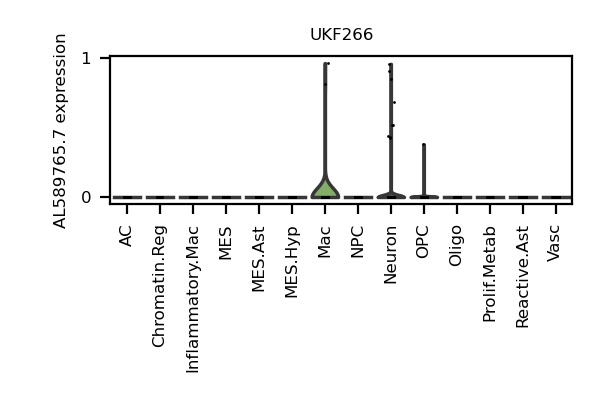 UKF266
AL589765.7 expression
1
0
AC
Chromatin.Reg
Inflammatory.Mac
MES
MES.Ast
MES.Hyp
Mac
NPC
Neuron
OPC
Oligo
Prolif.Metab
Reactive.Ast
Vasc